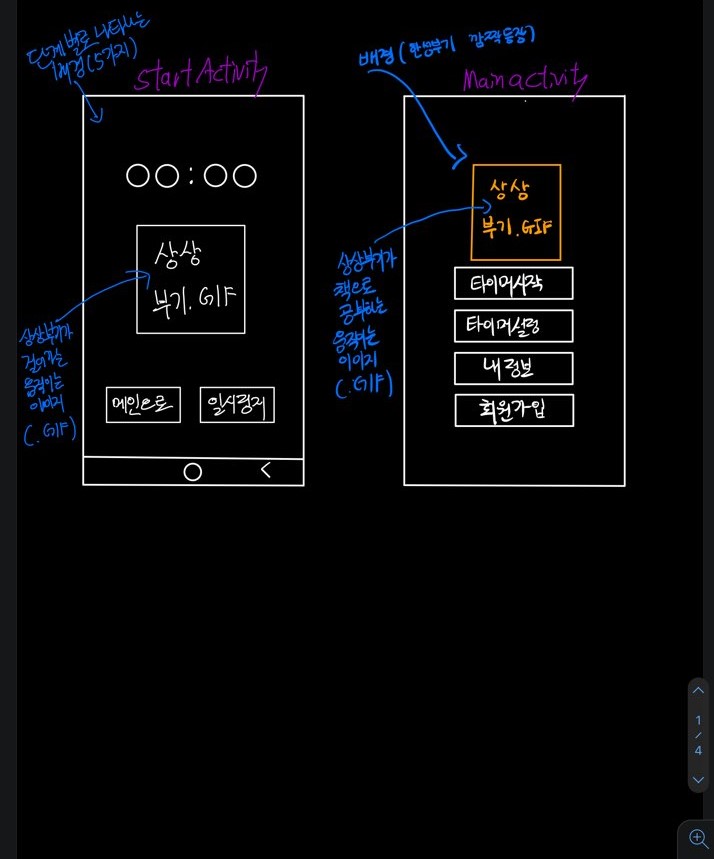 단계별로 나타나는
배경(5가지)
Start Activity
○○:○○
상상
부기.GIF
상상부기가
걸어가는
움직이는
이미지
(.GIF)
메인으로
일시정지
배경(한성부기 깜짝등장)
Mainactivity
상상
부기.GIF
상상부기가
책으로
공부하는
움직이는
이미지
(.GIF)
타이머시작
타이머설정
내정보
회원가입
1
/
4